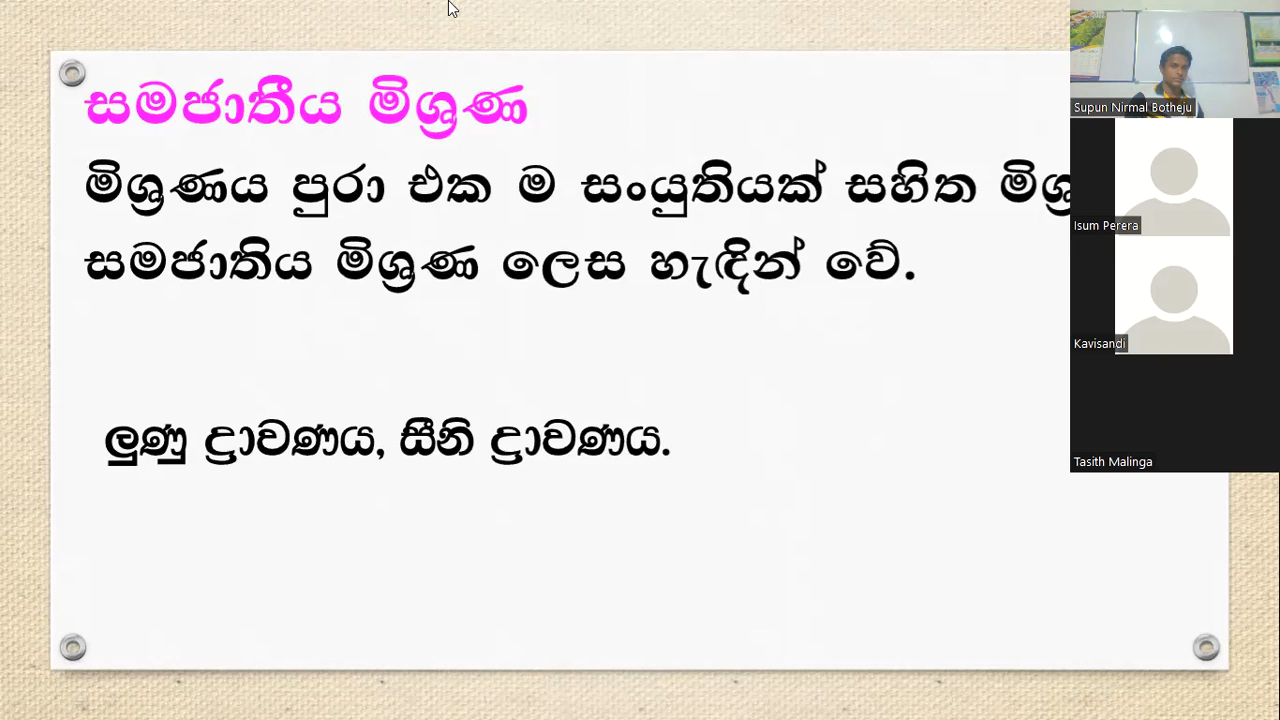 සමජාතීය මිශ්‍රණ
මිශ්‍රණය පුරා එක ම සංයුතියක් සහිත
සමජාතිය මිශ්‍රණ ලෙස හැඳින් වේ.
ලුණු ද්‍රාවණය, සීනි ද්‍රාවණය.
Supun Nirmal Botheju
Isum Perera
Kavisandi
Tasith Malinga